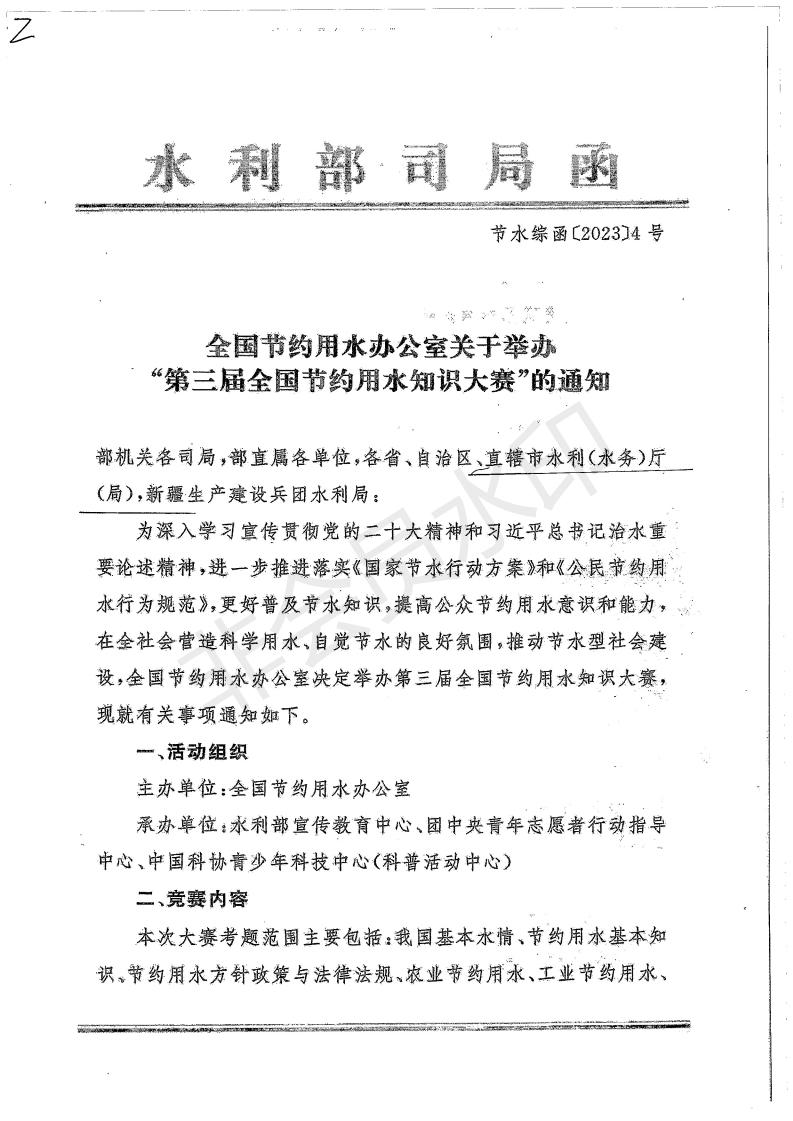 Z
水利部司局函
节水综函〔2023〕4号
全国节约用水办公室关于举办
“第三届全国节约用水知识大赛”的通知
部机关各司局,部直属各单位,各省、自治区、直辖市水利(水务)厅
(局),新疆生产建设兵团水利局:
为深入学习宣传贯彻党的二十大精神和习近平总书记治水重
要论述精神,进一步推进落实《国家节水行动方案》和《公民节约用
水行为规范》,更好普及节水知识,提高公众节约用水意识和能力,
在全社会营造科学用水、自觉节水的良好氛围,推动节水型社会建
设,全国节约用水办公室决定举办第三届全国节约用水知识大赛,
现就有关事项通知如下。
一、活动组织
主办单位:全国节约用水办公室
承办单位:水利部宣传教育中心、团中央青年志愿者行动指导
中心、中国科协青少年科技中心(科普活动中心)
二、竞赛内容
本次大赛考题范围主要包括:我国基本水情、节约用水基本知
识、节约用水方针政策与法律法规、农业节约用水、工业节约用水、
非会员水印